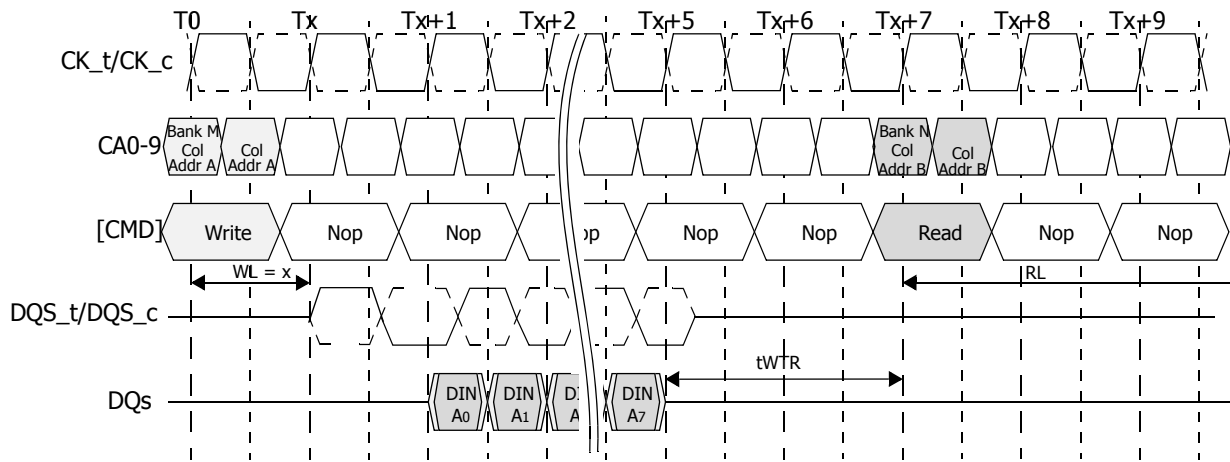 T0 Tx Tx+1 Tx+2 Tx+5 Tx+6 Tx+7 Tx+8 Tx+9
CK_t/CK_c
CA0-9
Bank M
Col
Addr A
Col
Addr A
Bank N
Col
Addr B
Col
Addr B
[CMD] Write Nop Nop op Nop Nop Read Nop Nop
WL = x
RL
DQS_t/DQS_c
tWTR
DQs
DIN
A0
DIN
A1
DI
A
DIN
A7